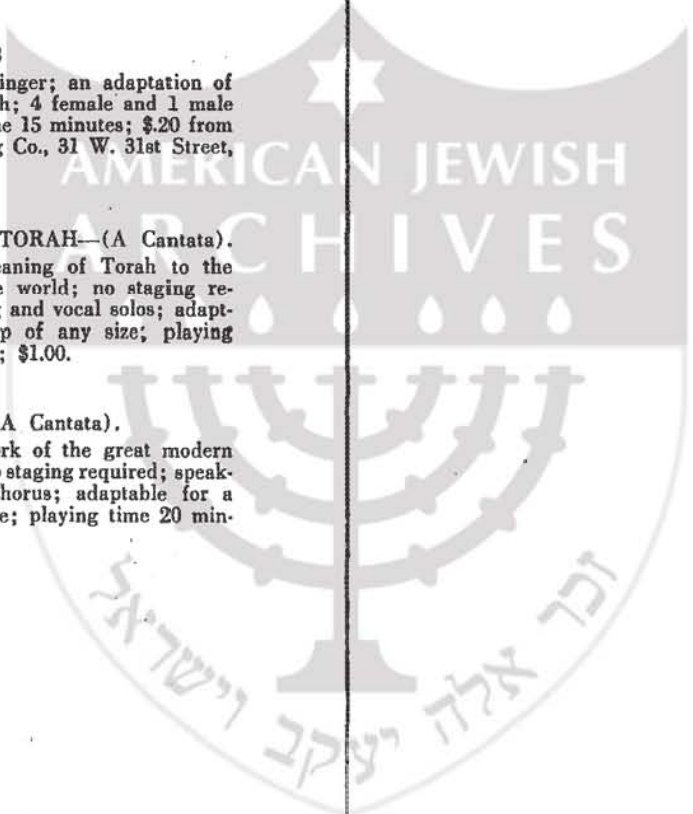 inger; an adaptation of
h; 4 female and 1 male
e 15 minutes; $.20 from
g Co., 31 W. 31st Street,
TORAH—(A Cantata).
eaning of Torah to the
e world; no staging re-
g and vocal solos; adapt-
p of any size; playing
; $1.00.
A Cantata).
rk of the great modern
o staging required; speak-
horus; adaptable for a
e; playing time 20 min-
AMERICAN JEWISH
ARCHIVES
זכר אלה יעקב וישראל